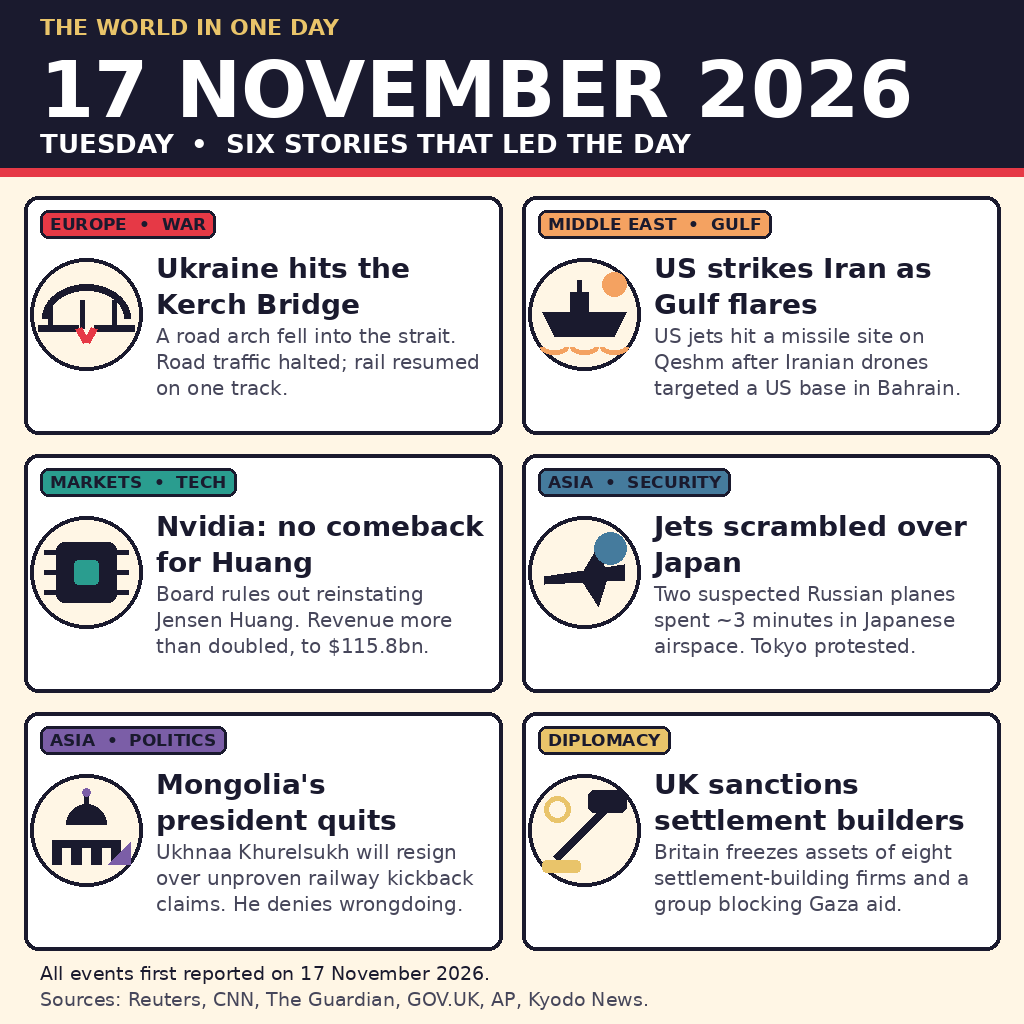 THE WORLD IN ONE DAY
17 NOVEMBER 2026
TUESDAY • SIX STORIES THAT LED THE DAY
EUROPE • WAR
Ukraine hits the
Kerch Bridge
A road arch fell into the strait.
Road traffic halted; rail resumed
on one track.
MIDDLE EAST • GULF
US strikes Iran as
Gulf flares
US jets hit a missile site on
Qeshm after Iranian drones
targeted a US base in Bahrain.
MARKETS • TECH
Nvidia: no comeback
for Huang
Board rules out reinstating
Jensen Huang. Revenue more
than doubled, to $115.8bn.
ASIA • SECURITY
Jets scrambled over
Japan
Two suspected Russian planes
spent ~3 minutes in Japanese
airspace. Tokyo protested.
ASIA • POLITICS
Mongolia's
president quits
Ukhnaa Khurelsukh will resign
over unproven railway kickback
claims. He denies wrongdoing.
DIPLOMACY
UK sanctions
settlement builders
Britain freezes assets of eight
settlement-building firms and a
group blocking Gaza aid.
All events first reported on 17 November 2026.
Sources: Reuters, CNN, The Guardian, GOV.UK, AP, Kyodo News.